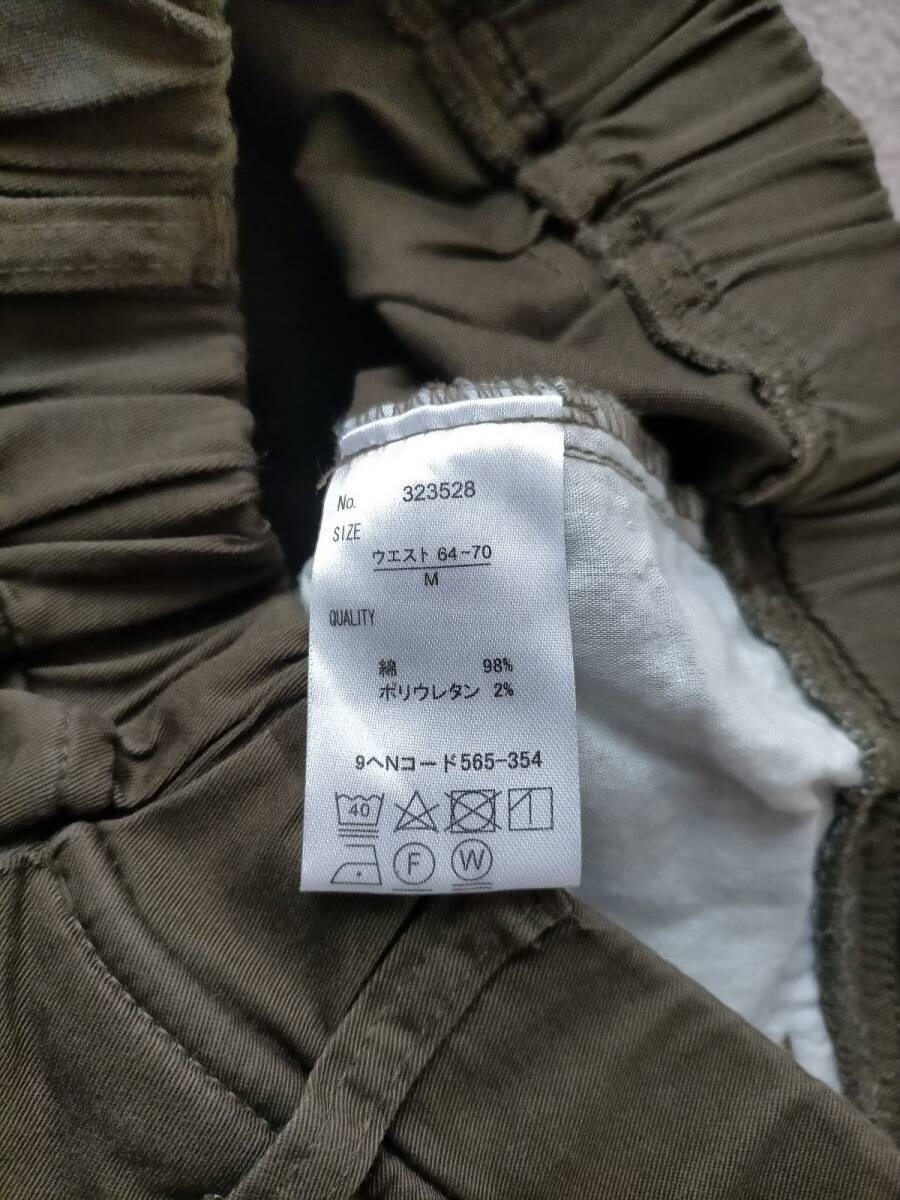 No. 323528
SIZE
ウエスト 64-70
M
QUALITY
綿 98%
ポリウレタン 2%
9ヘNコード565-354
40
F W